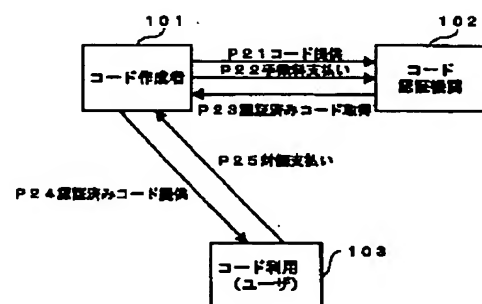 101
102
コード作成者
P21コード提供
P22手数料支払い
P23認証済みコード取得
コード
認証機関
P24認証済みコード提供
P25対価支払い
コード利用
(ユーザ)
103